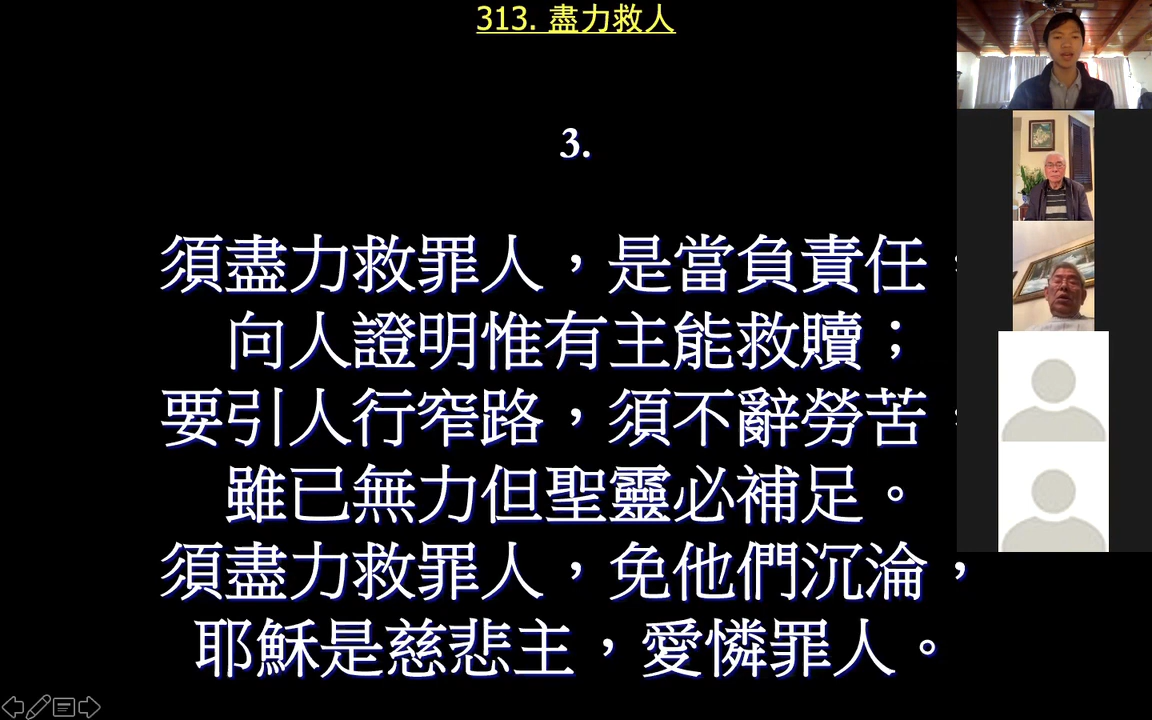 313. 盡力救人
3.
須盡力救罪人，是當負責任，
向人證明惟有主能救贖；
要引人行窄路，須不辭勞苦，
雖已無力但聖靈必補足。
須盡力救罪人，免他們沉淪，
耶穌是慈悲主，愛憐罪人。